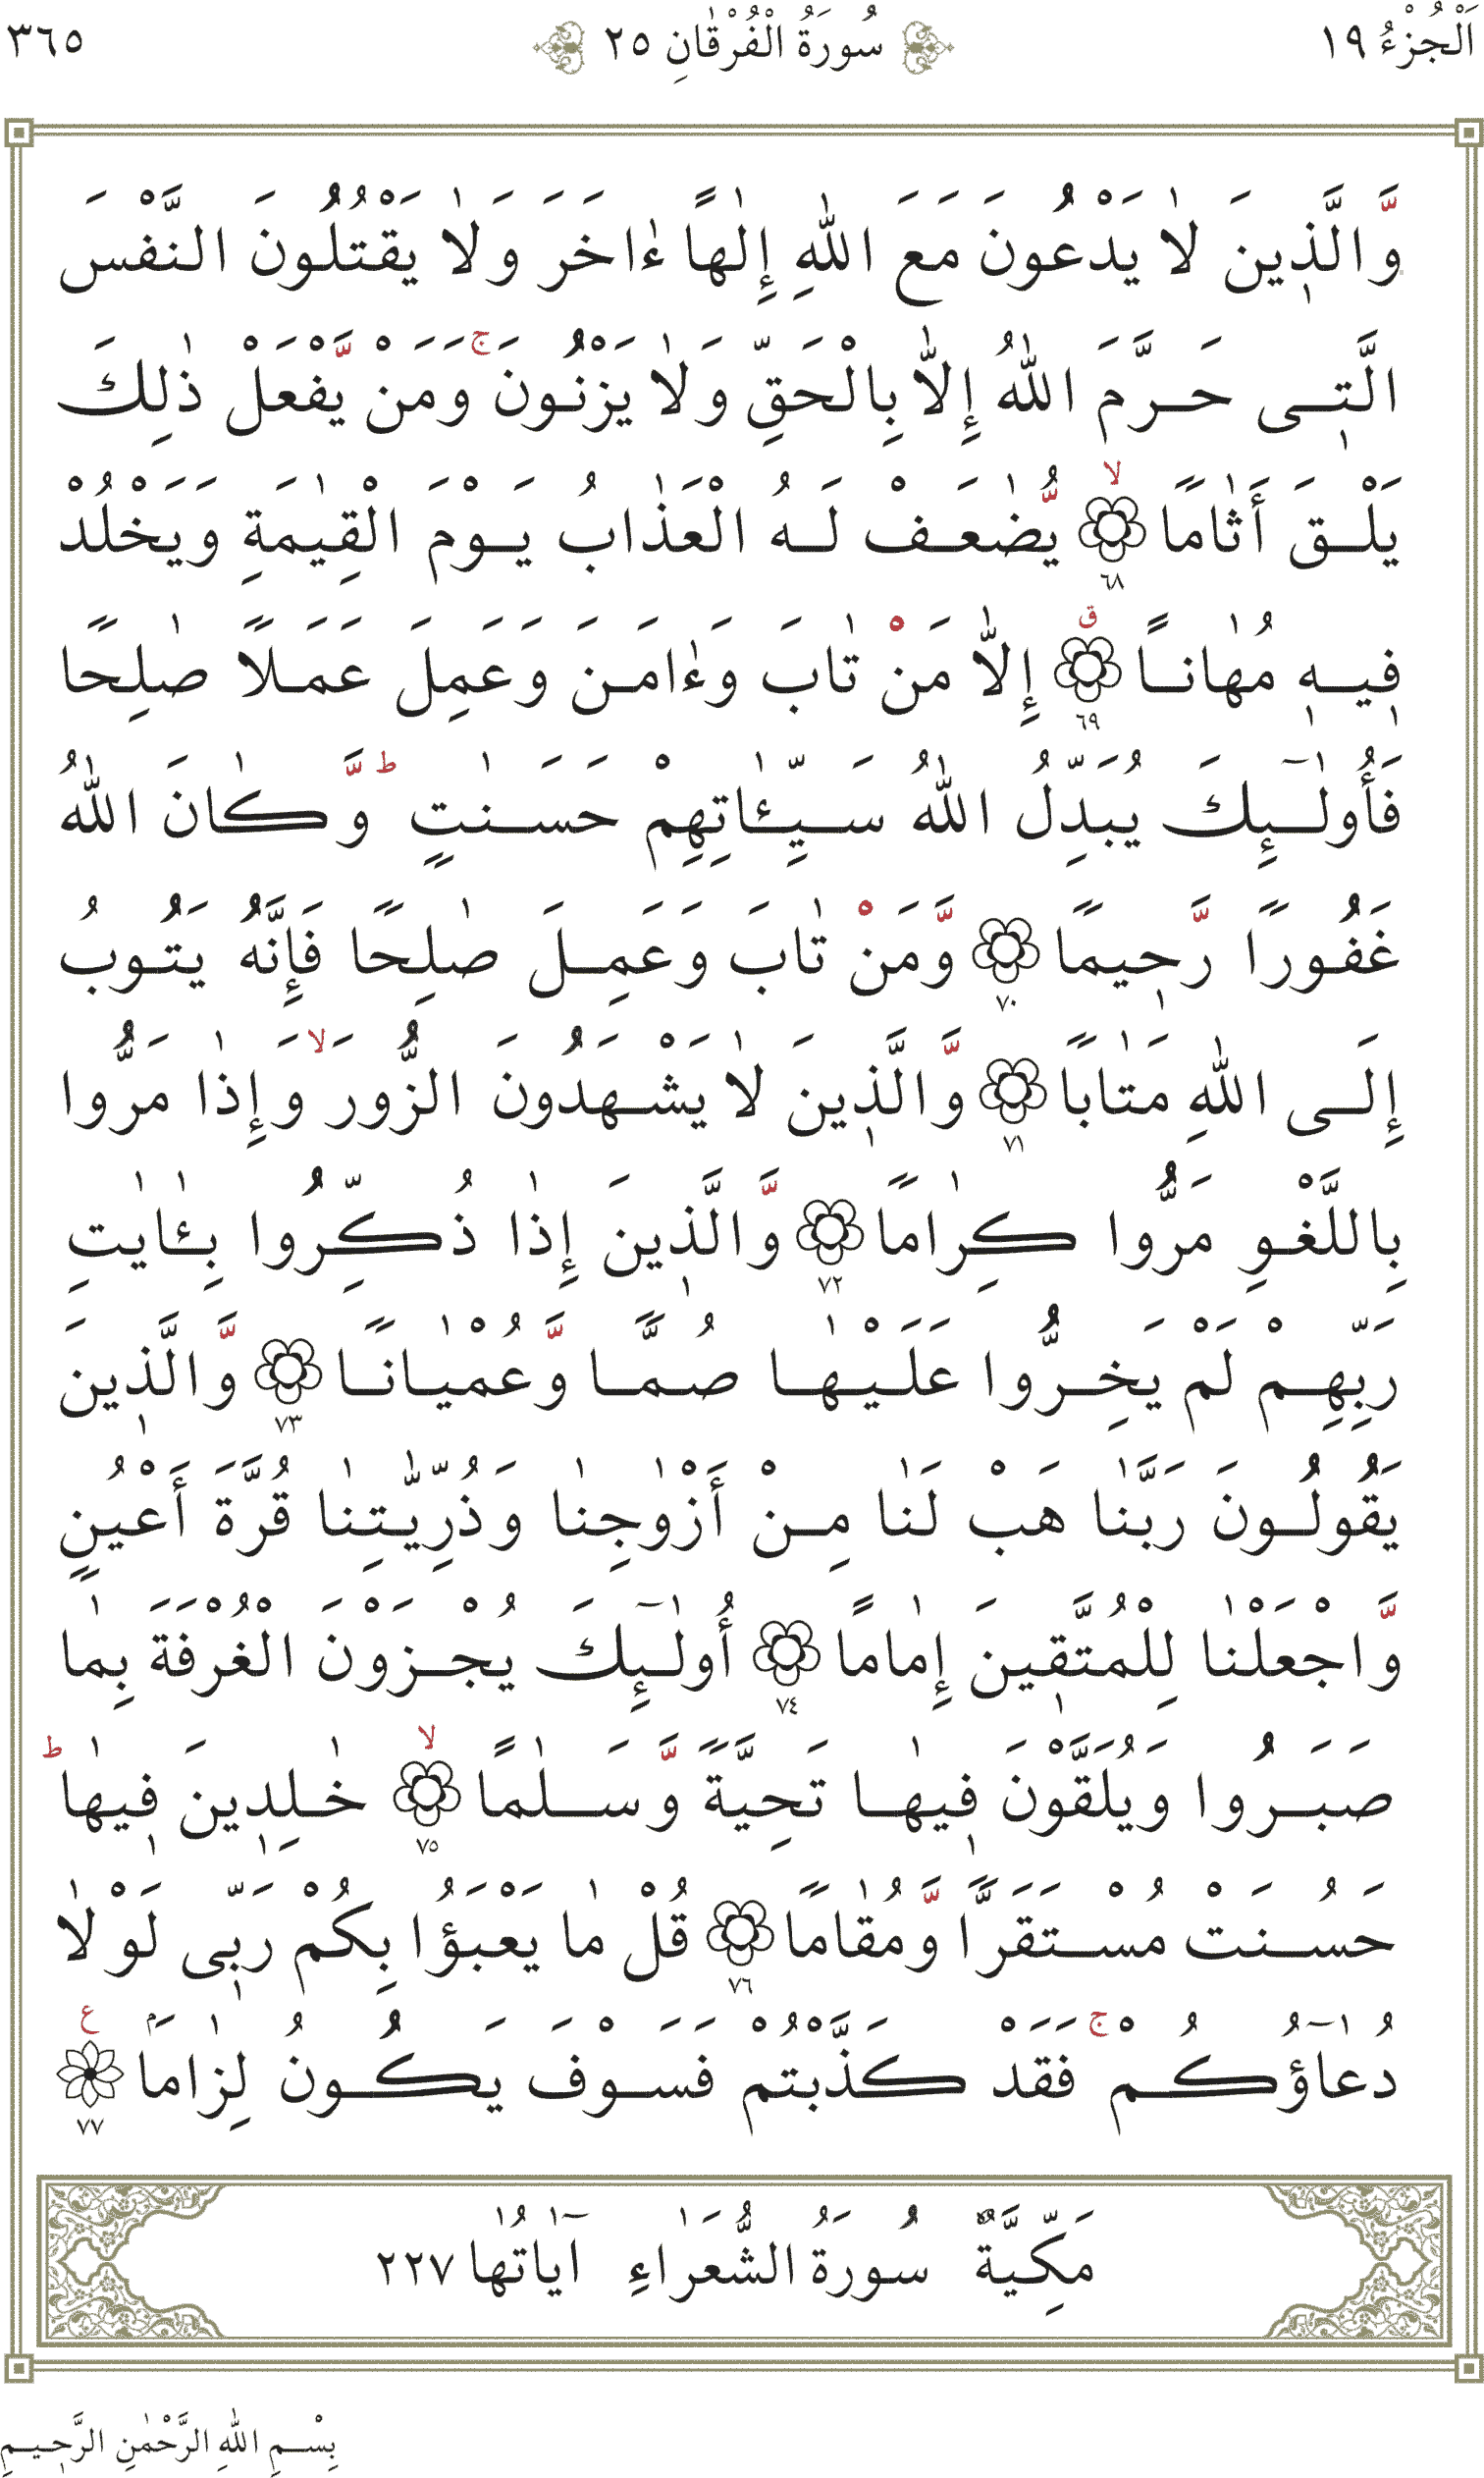 اَلْجُزْءُ ١٩ سُورَةُ الْفُرْقَانِ ٢٥ ٣٦٥
وَّالَّذِينَ لَا يَدْعُونَ مَعَ اللّٰهِ إِلٰهًا ءَاخَرَ وَلَا يَقْتُلُونَ النَّفْسَ
الَّتِى حَرَّمَ اللّٰهُ إِلَّا بِالْحَقِّ وَلَا يَزْنُونَ ۚ وَمَنْ يَّفْعَلْ ذٰلِكَ
يَلْقَ أَثَامًا ۙ ٦٨ يُّضٰعَفْ لَهُ الْعَذَابُ يَوْمَ الْقِيٰمَةِ وَيَخْلُدْ
فِيهِ مُهَانًا ق ٦٩ إِلَّا مَنْ تَابَ وَءَامَنَ وَعَمِلَ عَمَلًا صٰلِحًا
فَأُولٰٓئِكَ يُبَدِّلُ اللّٰهُ سَيِّـَٔاتِهِمْ حَسَنٰتٍ ؕ وَّكَانَ اللّٰهُ
غَفُورًا رَّحِيمًا ٧٠ وَّمَنْ تَابَ وَعَمِلَ صٰلِحًا فَإِنَّهُ يَتُوبُ
إِلَى اللّٰهِ مَتَابًا ٧١ وَّالَّذِينَ لَا يَشْهَدُونَ الزُّورَ ۙ وَإِذَا مَرُّوا
بِاللَّغْوِ مَرُّوا كِرَامًا ٧٢ وَّالَّذِينَ إِذَا ذُكِّرُوا بِـَٔايٰتِ
رَبِّهِمْ لَمْ يَخِرُّوا عَلَيْهَا صُمًّا وَّعُمْيَانًا ٧٣ وَّالَّذِينَ
يَقُولُونَ رَبَّنَا هَبْ لَنَا مِنْ أَزْوٰجِنَا وَذُرِّيّٰتِنَا قُرَّةَ أَعْيُنٍ
وَّاجْعَلْنَا لِلْمُتَّقِينَ إِمَامًا ٧٤ أُولٰٓئِكَ يُجْزَوْنَ الْغُرْفَةَ بِمَا
صَبَرُوا وَيُلَقَّوْنَ فِيهَا تَحِيَّةً وَّسَلٰمًا ۙ ٧٥ خٰلِدِينَ فِيهَا ؕ
حَسُنَتْ مُسْتَقَرًّا وَّمُقَامًا ٧٦ قُلْ مَا يَعْبَؤُا بِكُمْ رَبِّى لَوْلَا
دُعَآؤُكُمْ ۚ فَقَدْ كَذَّبْتُمْ فَسَوْفَ يَكُونُ لِزَامًاۢ ع ٧٧
مَكِّيَّةٌ سُورَةُ الشُّعَرَاءِ آيَاتُهَا ٢٢٧
بِسْمِ اللّٰهِ الرَّحْمٰنِ الرَّحِيمِ